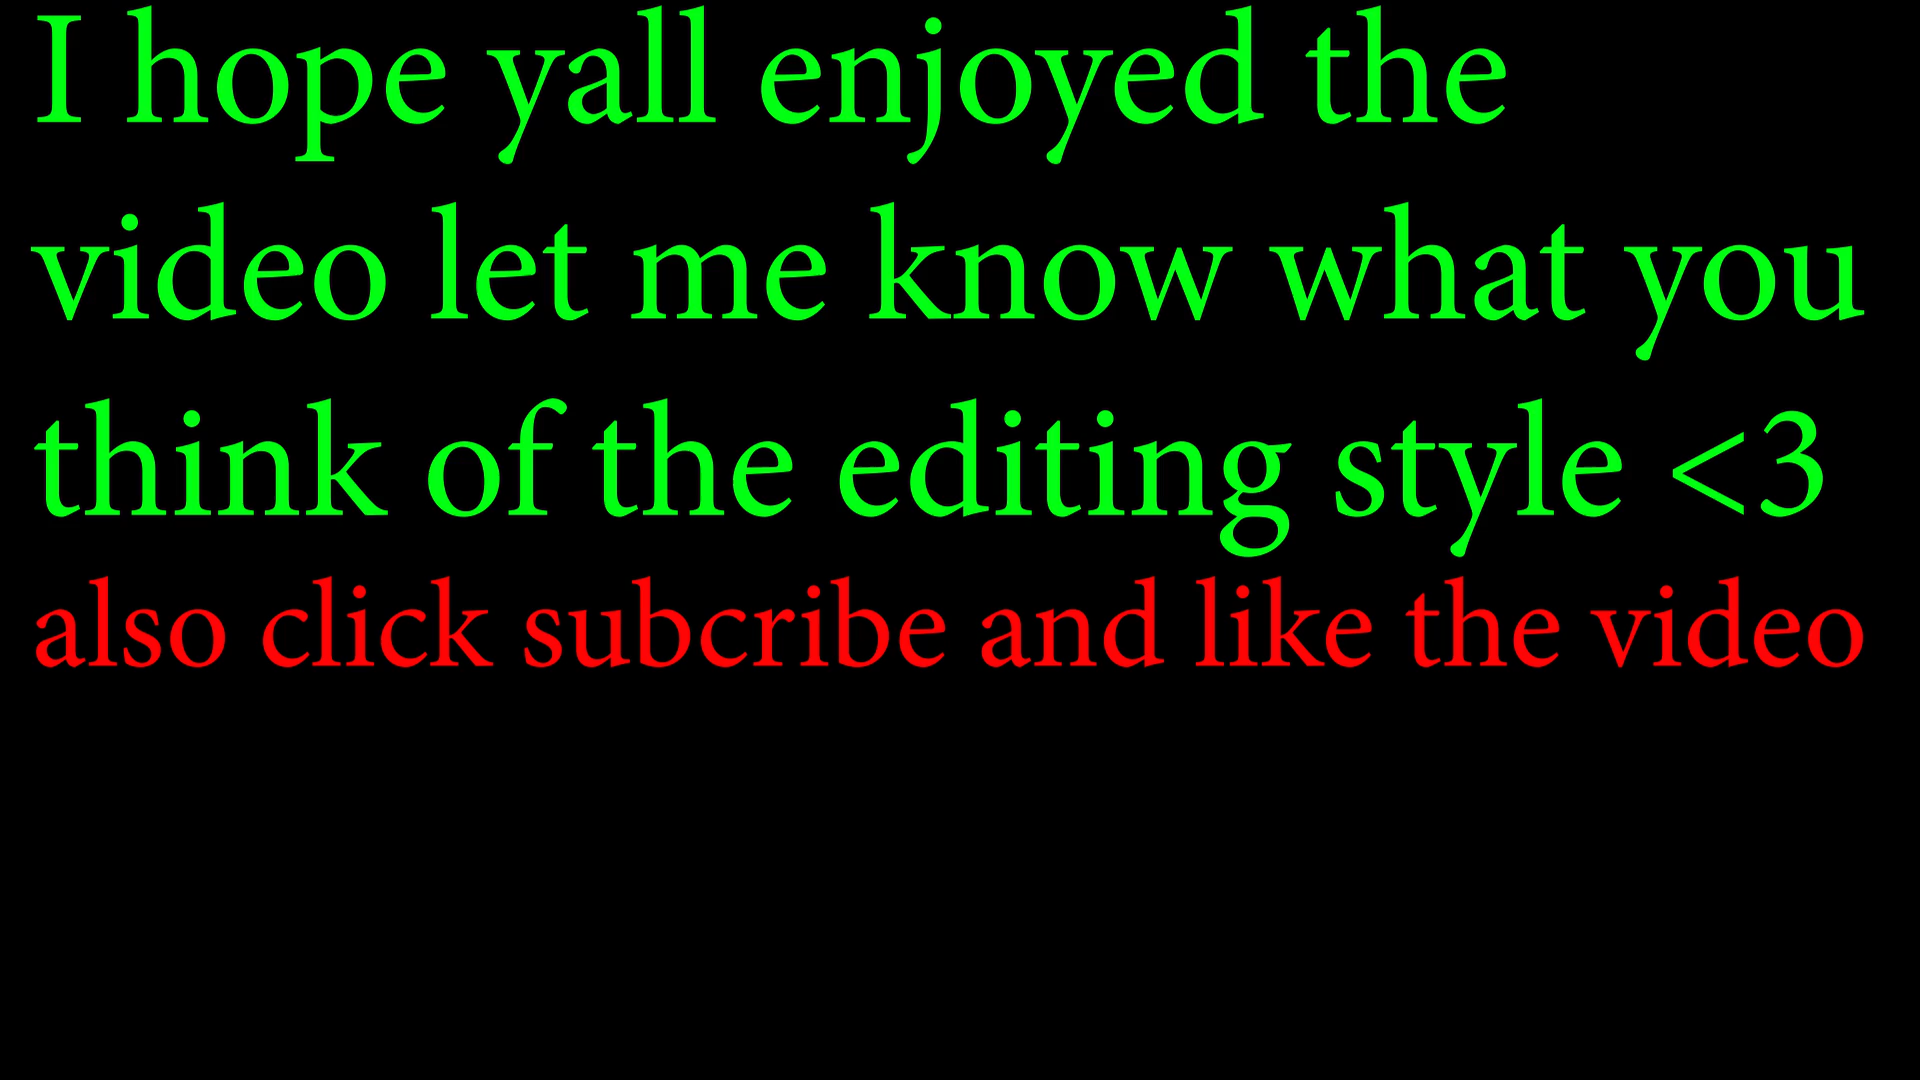 I hope yall enjoyed the
video let me know what you
think of the editing style <3
also click subcribe and like the video